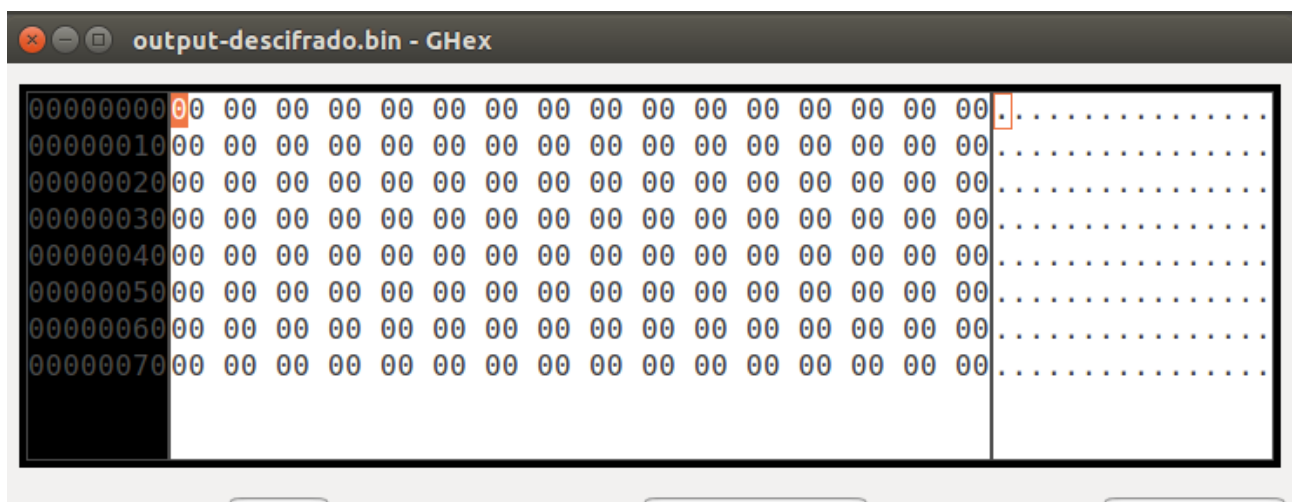 output-descifrado.bin - GHex
00000000 00 00 00 00 00 00 00 00 00 00 00 00 00 00 00 00 ................
00000010 00 00 00 00 00 00 00 00 00 00 00 00 00 00 00 00 ................
00000020 00 00 00 00 00 00 00 00 00 00 00 00 00 00 00 00 ................
00000030 00 00 00 00 00 00 00 00 00 00 00 00 00 00 00 00 ................
00000040 00 00 00 00 00 00 00 00 00 00 00 00 00 00 00 00 ................
00000050 00 00 00 00 00 00 00 00 00 00 00 00 00 00 00 00 ................
00000060 00 00 00 00 00 00 00 00 00 00 00 00 00 00 00 00 ................
00000070 00 00 00 00 00 00 00 00 00 00 00 00 00 00 00 00 ................